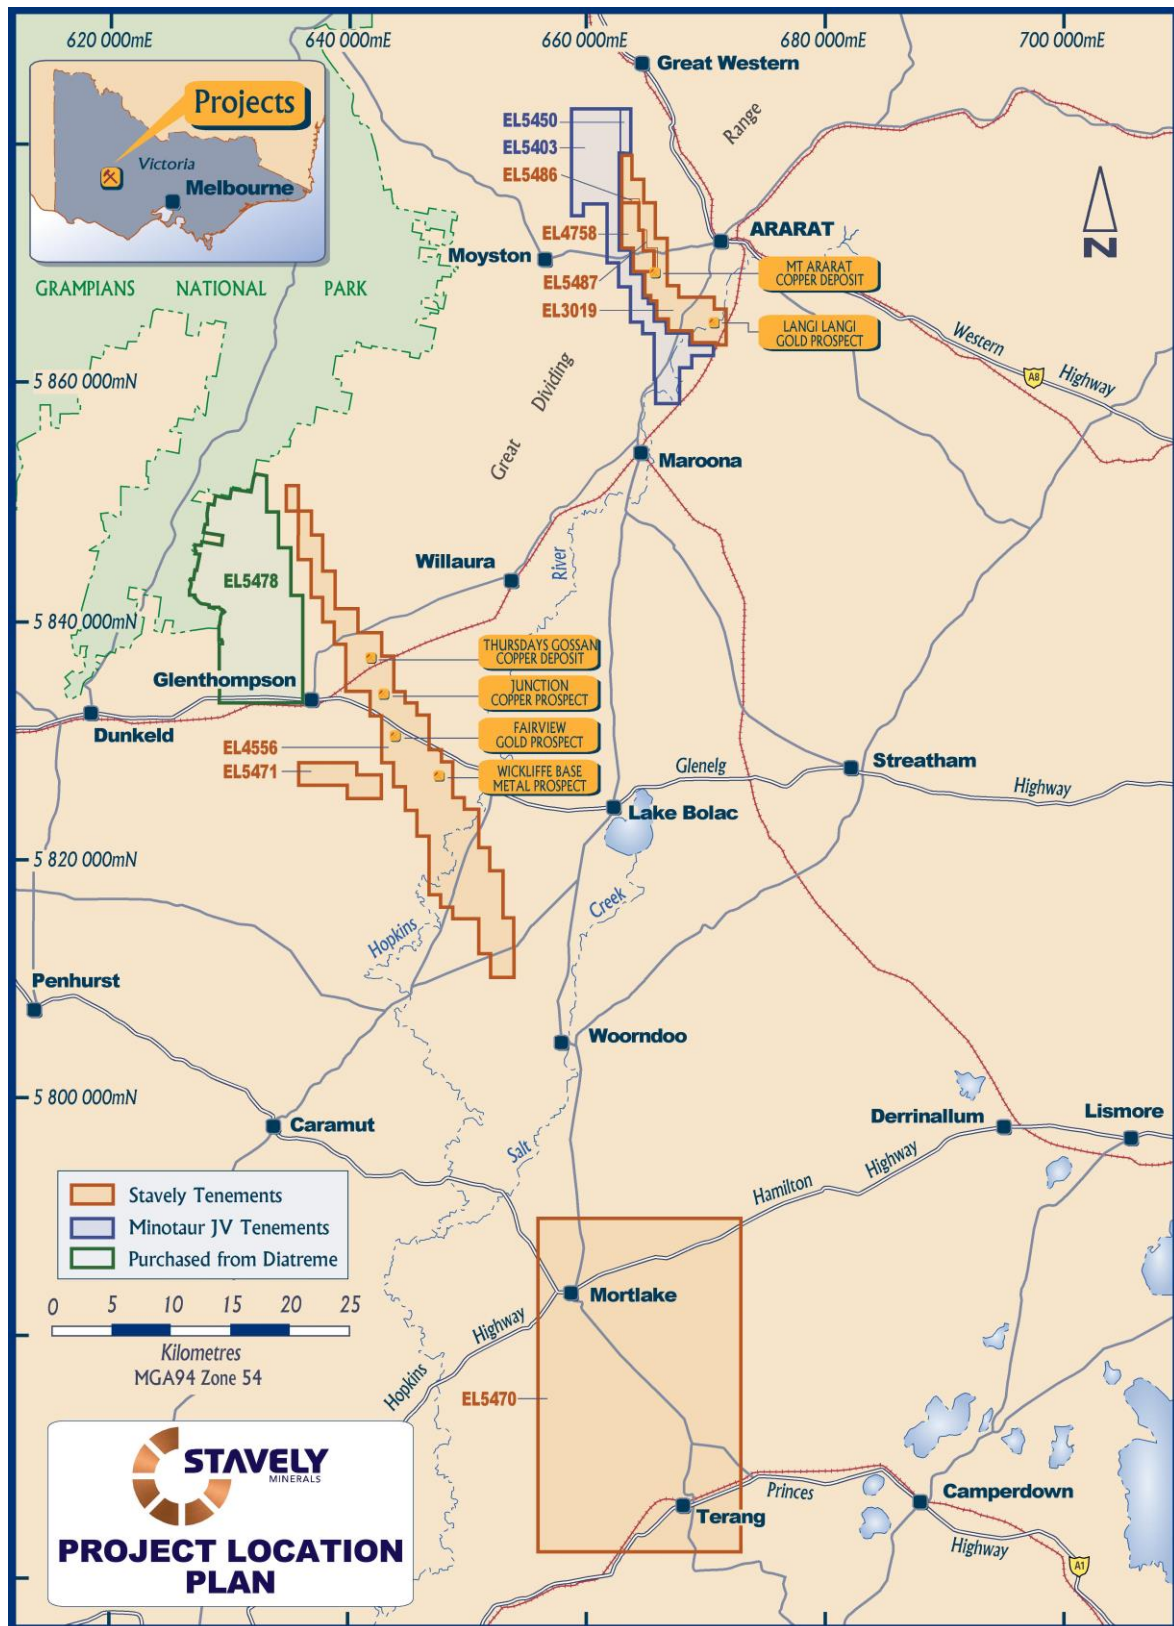 620 000mE
640 000mE
660 000mE
680 000mE
700 000mE
Projects
Victoria
Melbourne
Great Western
EL5450
EL5403
EL5486
EL4758
EL5487
EL3019
Range
Dividing
Great
ARARAT
Moyston
N
GRAMPIANS NATIONAL PARK
MT ARARAT
COPPER DEPOSIT
LANGI LANGI
GOLD PROSPECT
Western
A8
Highway
5 860 000mN
Maroona
EL5478
Willaura
River
5 840 000mN
THURSDAYS GOSSAN
COPPER DEPOSIT
JUNCTION
COPPER PROSPECT
FAIRVIEW
GOLD PROSPECT
WICKLIFFE BASE
METAL PROSPECT
Glenthompson
Dunkeld
EL4556
EL5471
Glenelg
Streatham
Highway
Lake Bolac
5 820 000mN
Creek
Hopkins
Penhurst
Woorndoo
5 800 000mN
Caramut
Salt
Derrinallum
Lismore
Highway
Hamilton
Stavely Tenements
Minotaur JV Tenements
Purchased from Diatreme
0 5 10 15 20 25
Kilometres
MGA94 Zone 54
Mortlake
Highway
Hopkins
EL5470
Terang
Princes
Camperdown
Highway
A1
STAVELY
MINERALS
PROJECT LOCATION
PLAN